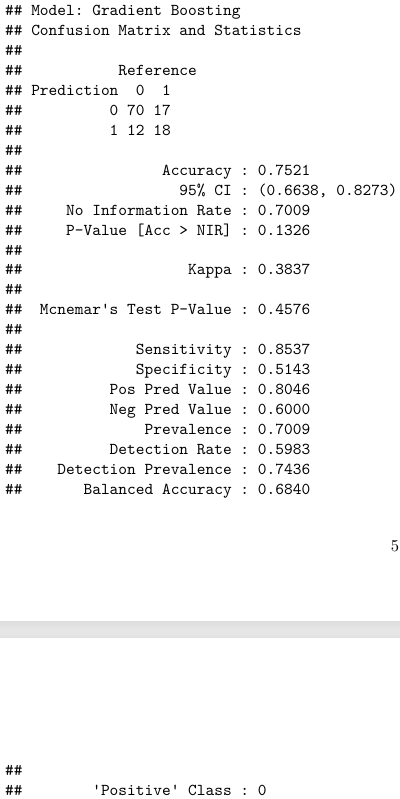 ## Model: Gradient Boosting
## Confusion Matrix and Statistics
##
##           Reference
## Prediction  0  1
##          0 70 17
##          1 12 18
##
##                Accuracy : 0.7521
##                  95% CI : (0.6638, 0.8273)
##     No Information Rate : 0.7009
##     P-Value [Acc > NIR] : 0.1326
##
##                   Kappa : 0.3837
##
##  Mcnemar's Test P-Value : 0.4576
##
##             Sensitivity : 0.8537
##             Specificity : 0.5143
##          Pos Pred Value : 0.8046
##          Neg Pred Value : 0.6000
##              Prevalence : 0.7009
##          Detection Rate : 0.5983
##    Detection Prevalence : 0.7436
##       Balanced Accuracy : 0.6840
5
##
##        'Positive' Class : 0